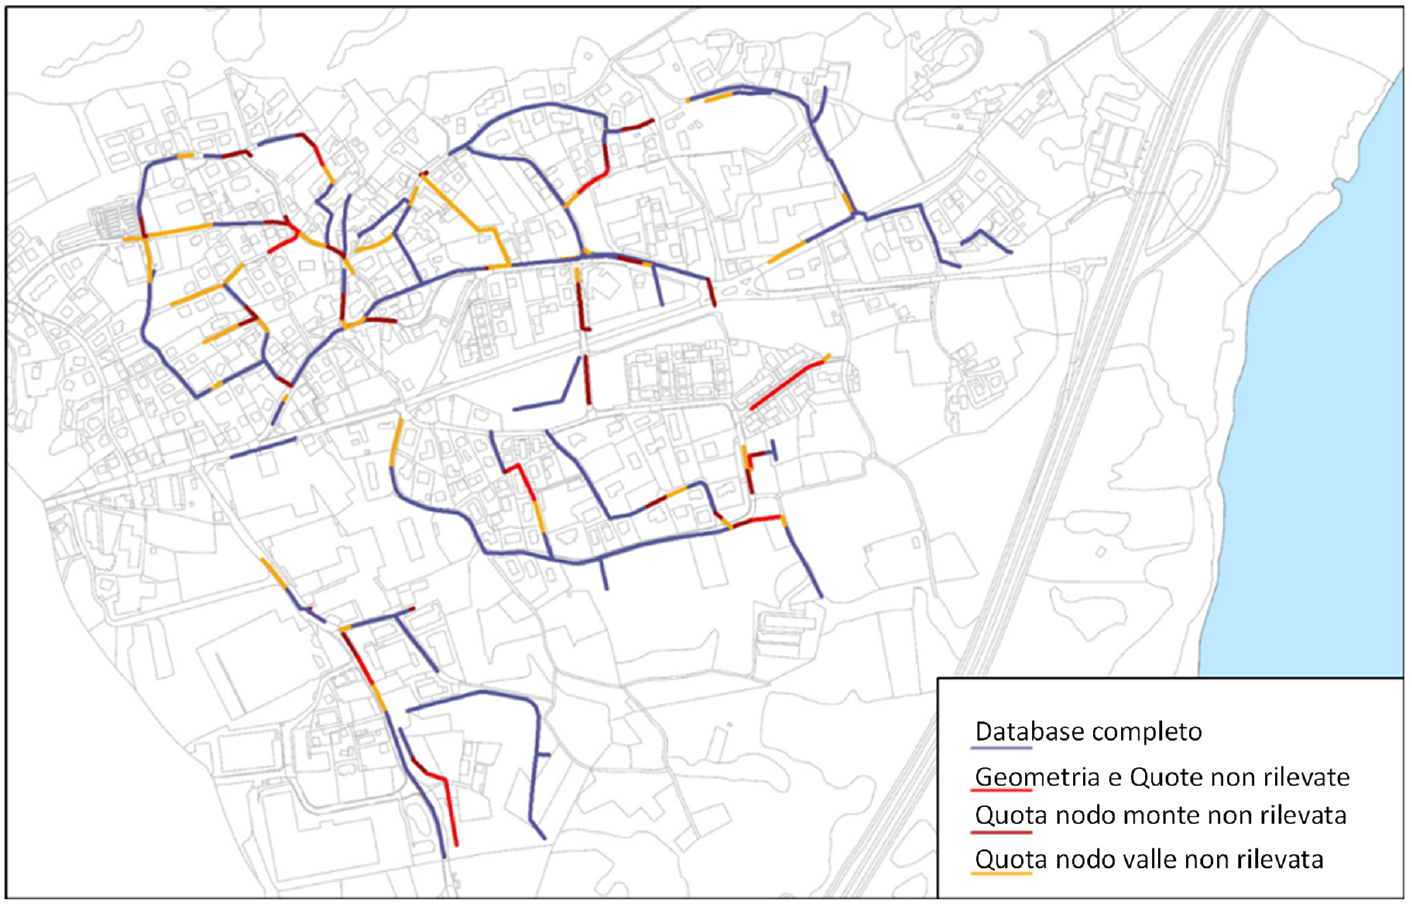 Database completo
Geometria e Quote non rilevate
Quota nodo monte non rilevata
Quota nodo valle non rilevata